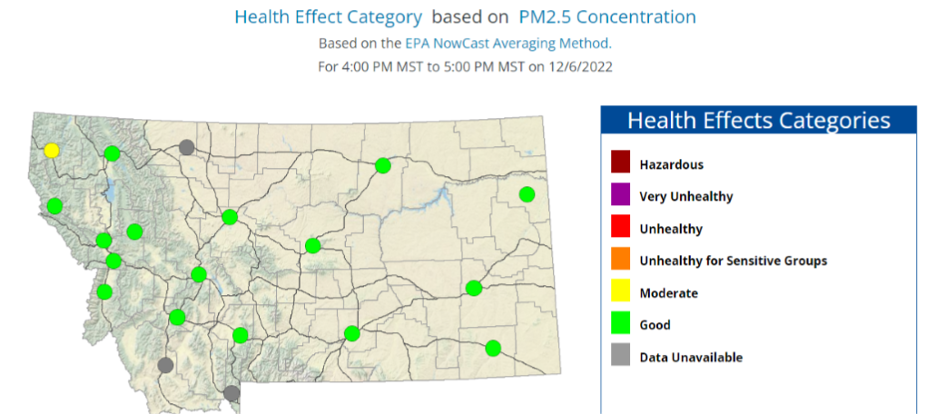 Health Effect Category based on PM2.5 Concentration
Based on the EPA NowCast Averaging Method.
For 4:00 PM MST to 5:00 PM MST on 12/6/2022
Health Effects Categories
Hazardous
Very Unhealthy
Unhealthy
Unhealthy for Sensitive Groups
Moderate
Good
Data Unavailable